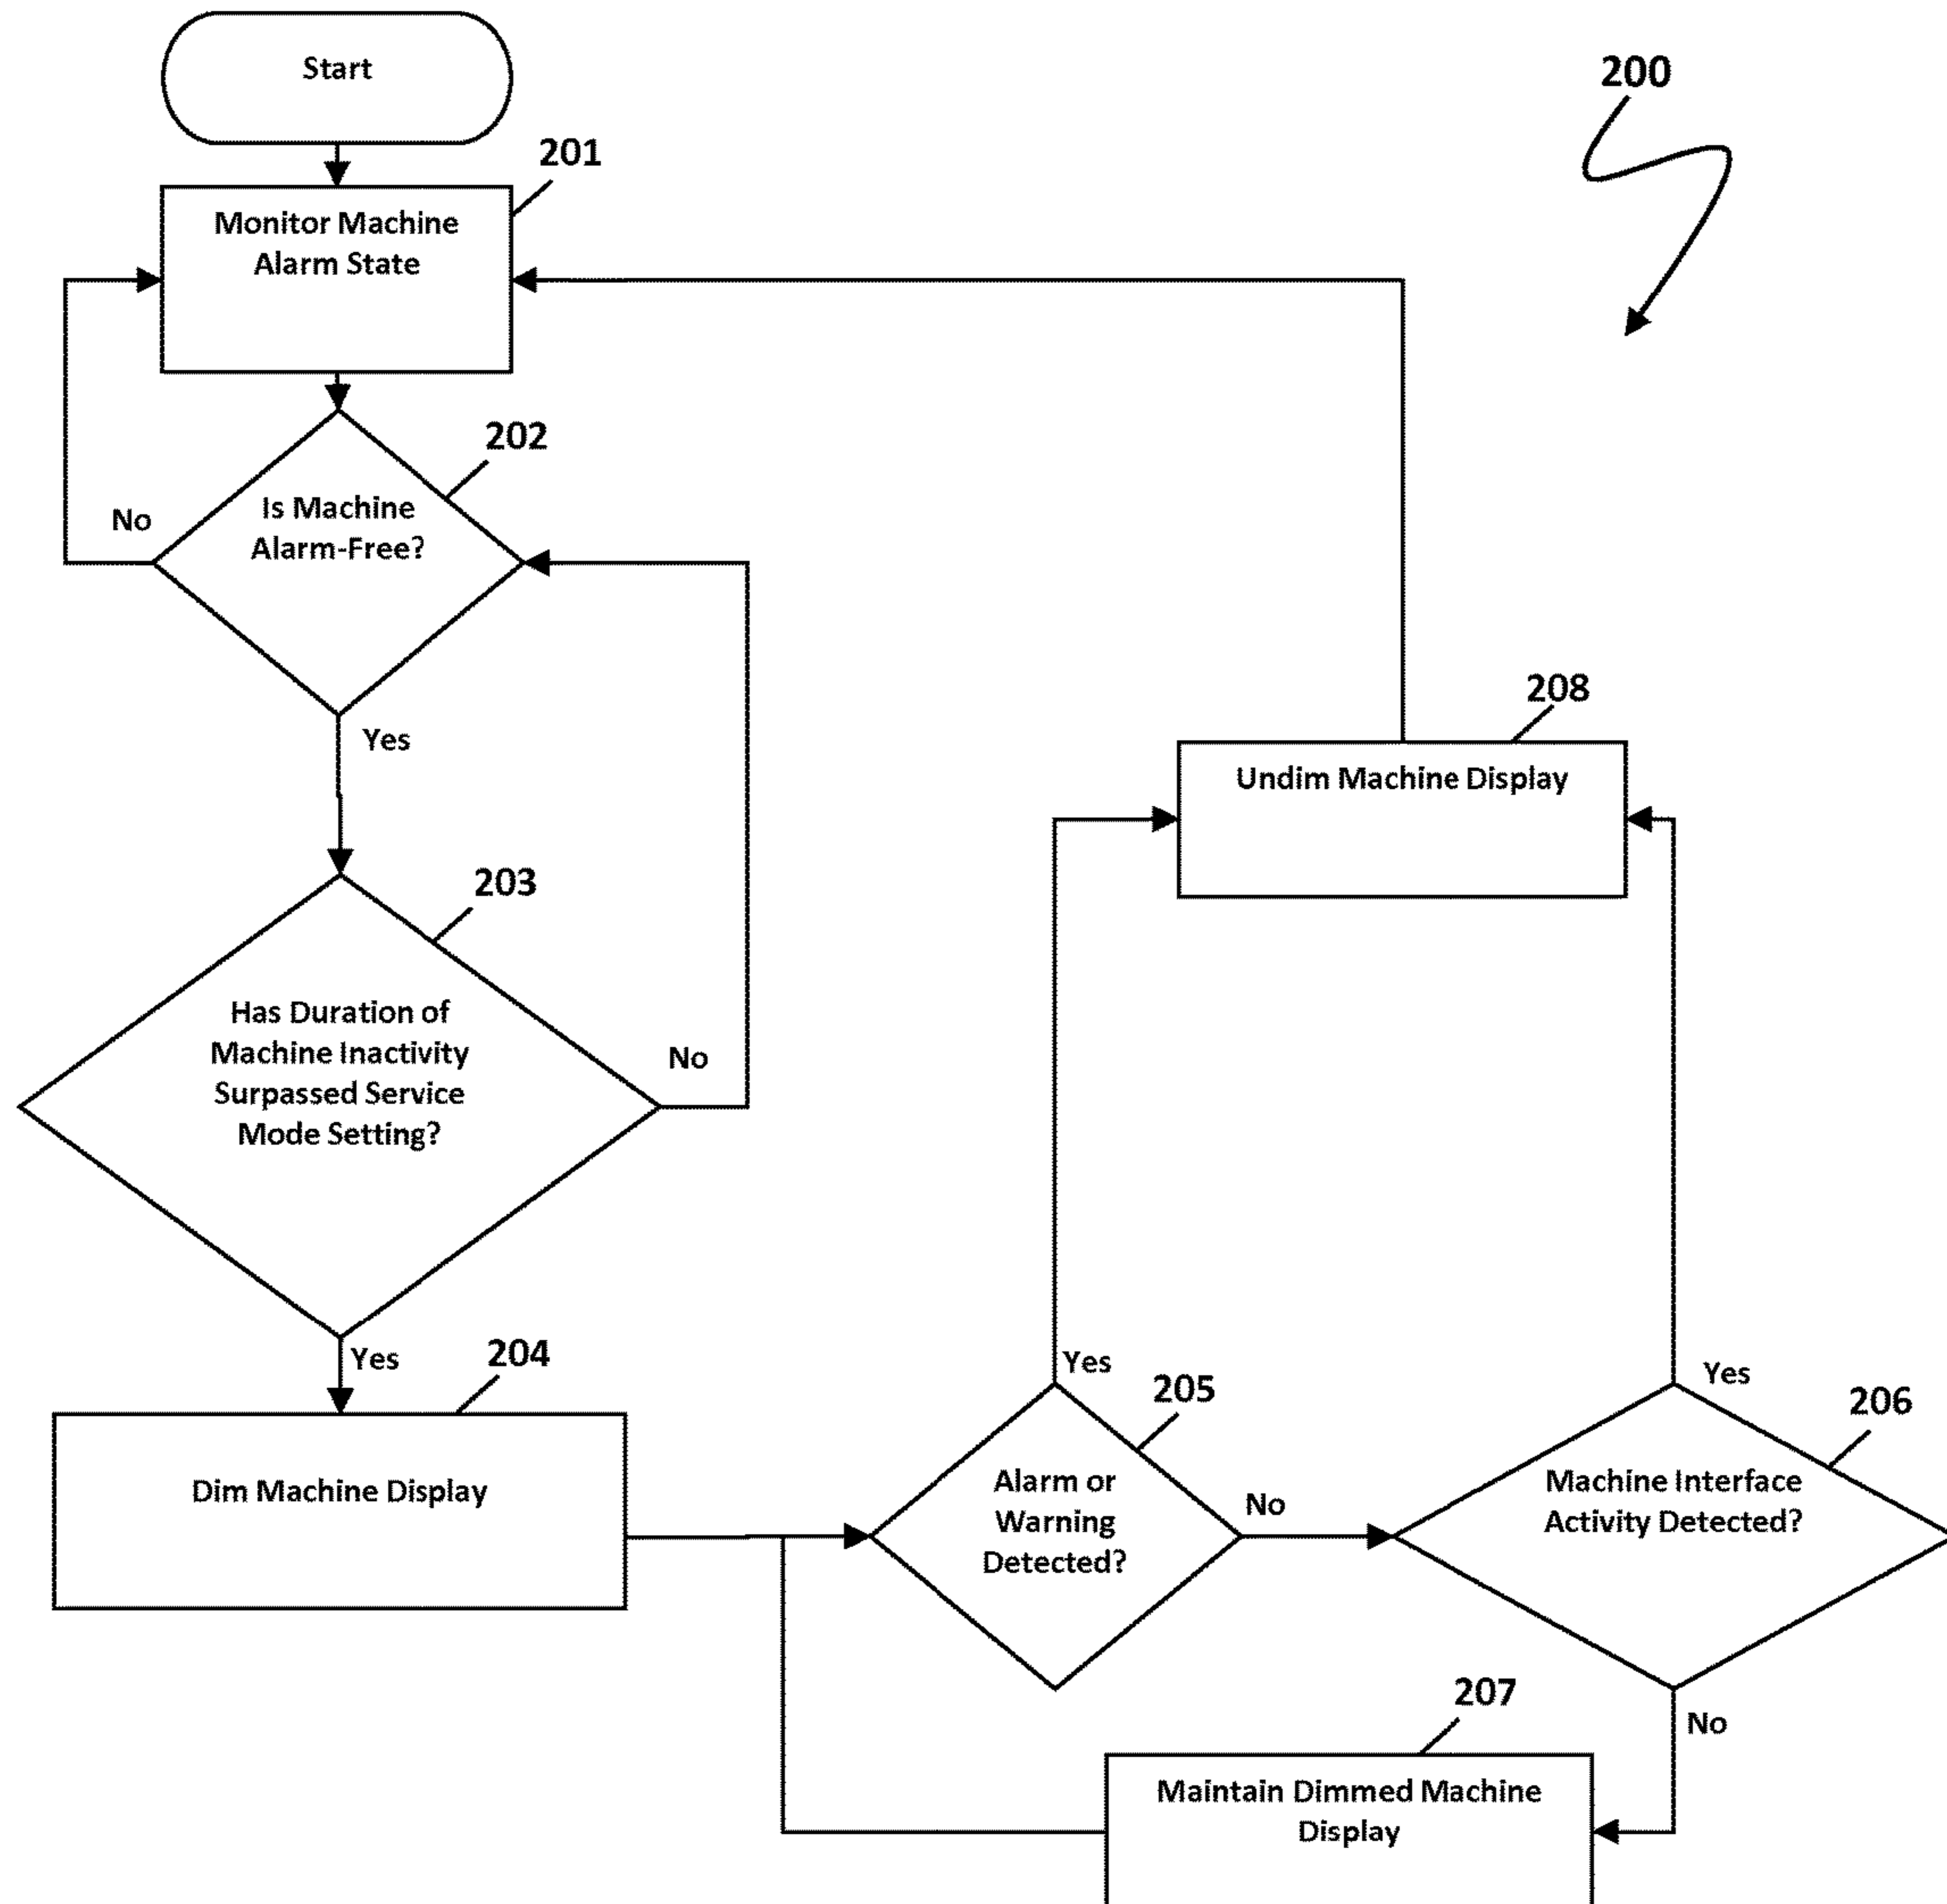 Start
200
201
Monitor Machine
Alarm State
202
Is Machine
Alarm-Free?
No
Yes
208
Undim Machine Display
203
Has Duration of
Machine Inactivity
Surpassed Service
Mode Setting?
No
Yes
204
Dim Machine Display
Yes
205
Alarm or
Warning
Detected?
No
Yes
206
Machine Interface
Activity Detected?
No
207
Maintain Dimmed Machine
Display